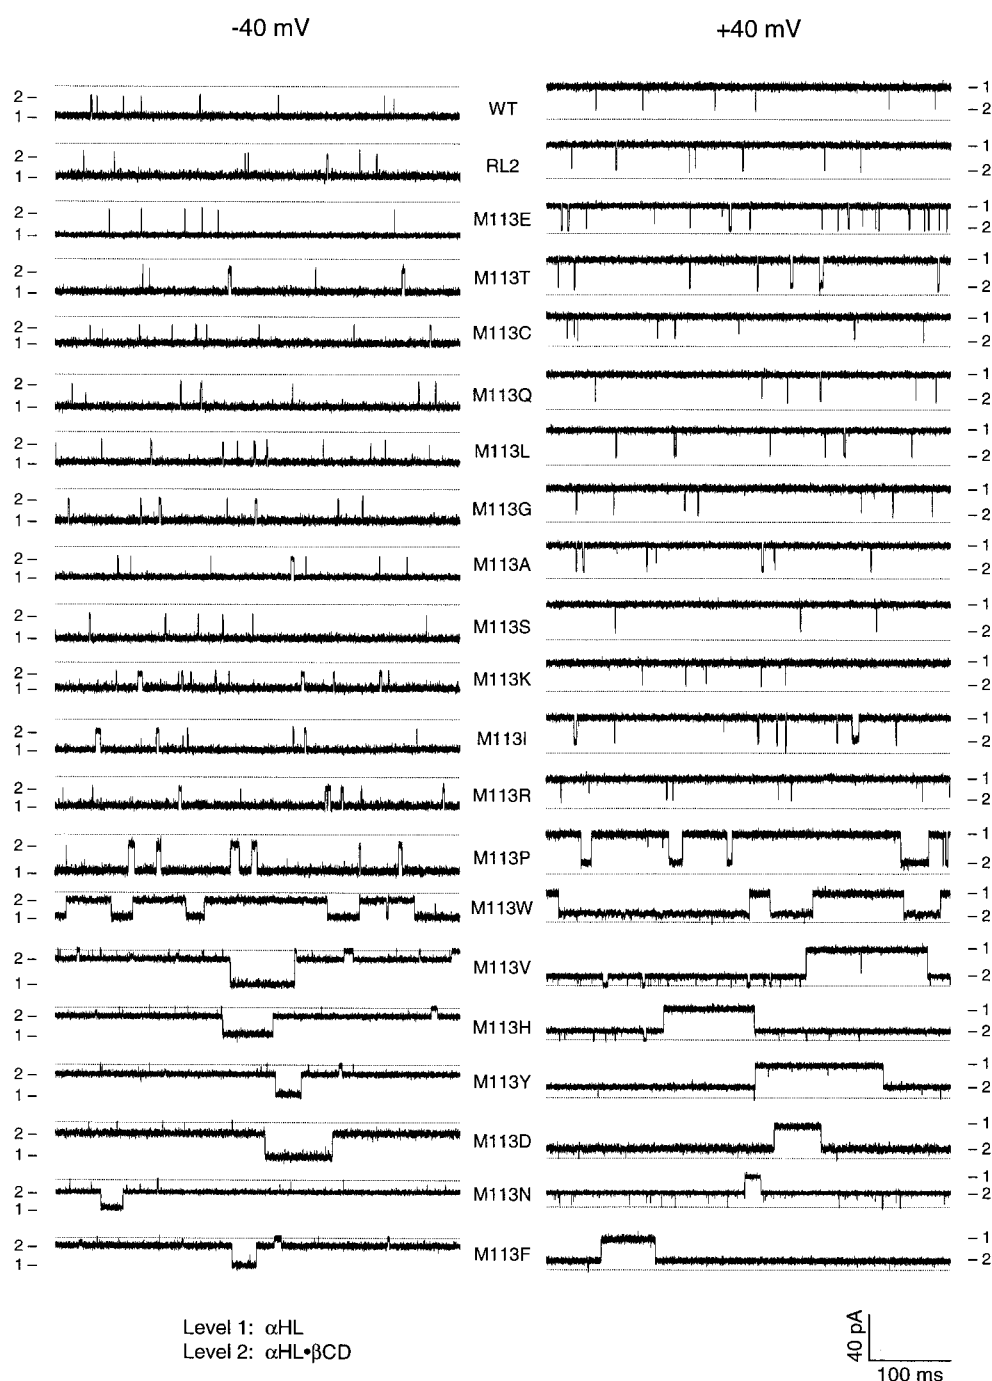 -40 mV +40 mV
2 – 1 – WT – 1 – 2
2 – 1 – RL2 – 1 – 2
2 – 1 – M113E – 1 – 2
2 – 1 – M113T – 1 – 2
2 – 1 – M113C – 1 – 2
2 – 1 – M113Q – 1 – 2
2 – 1 – M113L – 1 – 2
2 – 1 – M113G – 1 – 2
2 – 1 – M113A – 1 – 2
2 – 1 – M113S – 1 – 2
2 – 1 – M113K – 1 – 2
2 – 1 – M113I – 1 – 2
2 – 1 – M113R – 1 – 2
2 – 1 – M113P – 1 – 2
2 – 1 – M113W – 1 – 2
2 – 1 – M113V – 1 – 2
2 – 1 – M113H – 1 – 2
2 – 1 – M113Y – 1 – 2
2 – 1 – M113D – 1 – 2
2 – 1 – M113N – 1 – 2
2 – 1 – M113F – 1 – 2
Level 1: αHL
Level 2: αHL•βCD
40 pA
100 ms